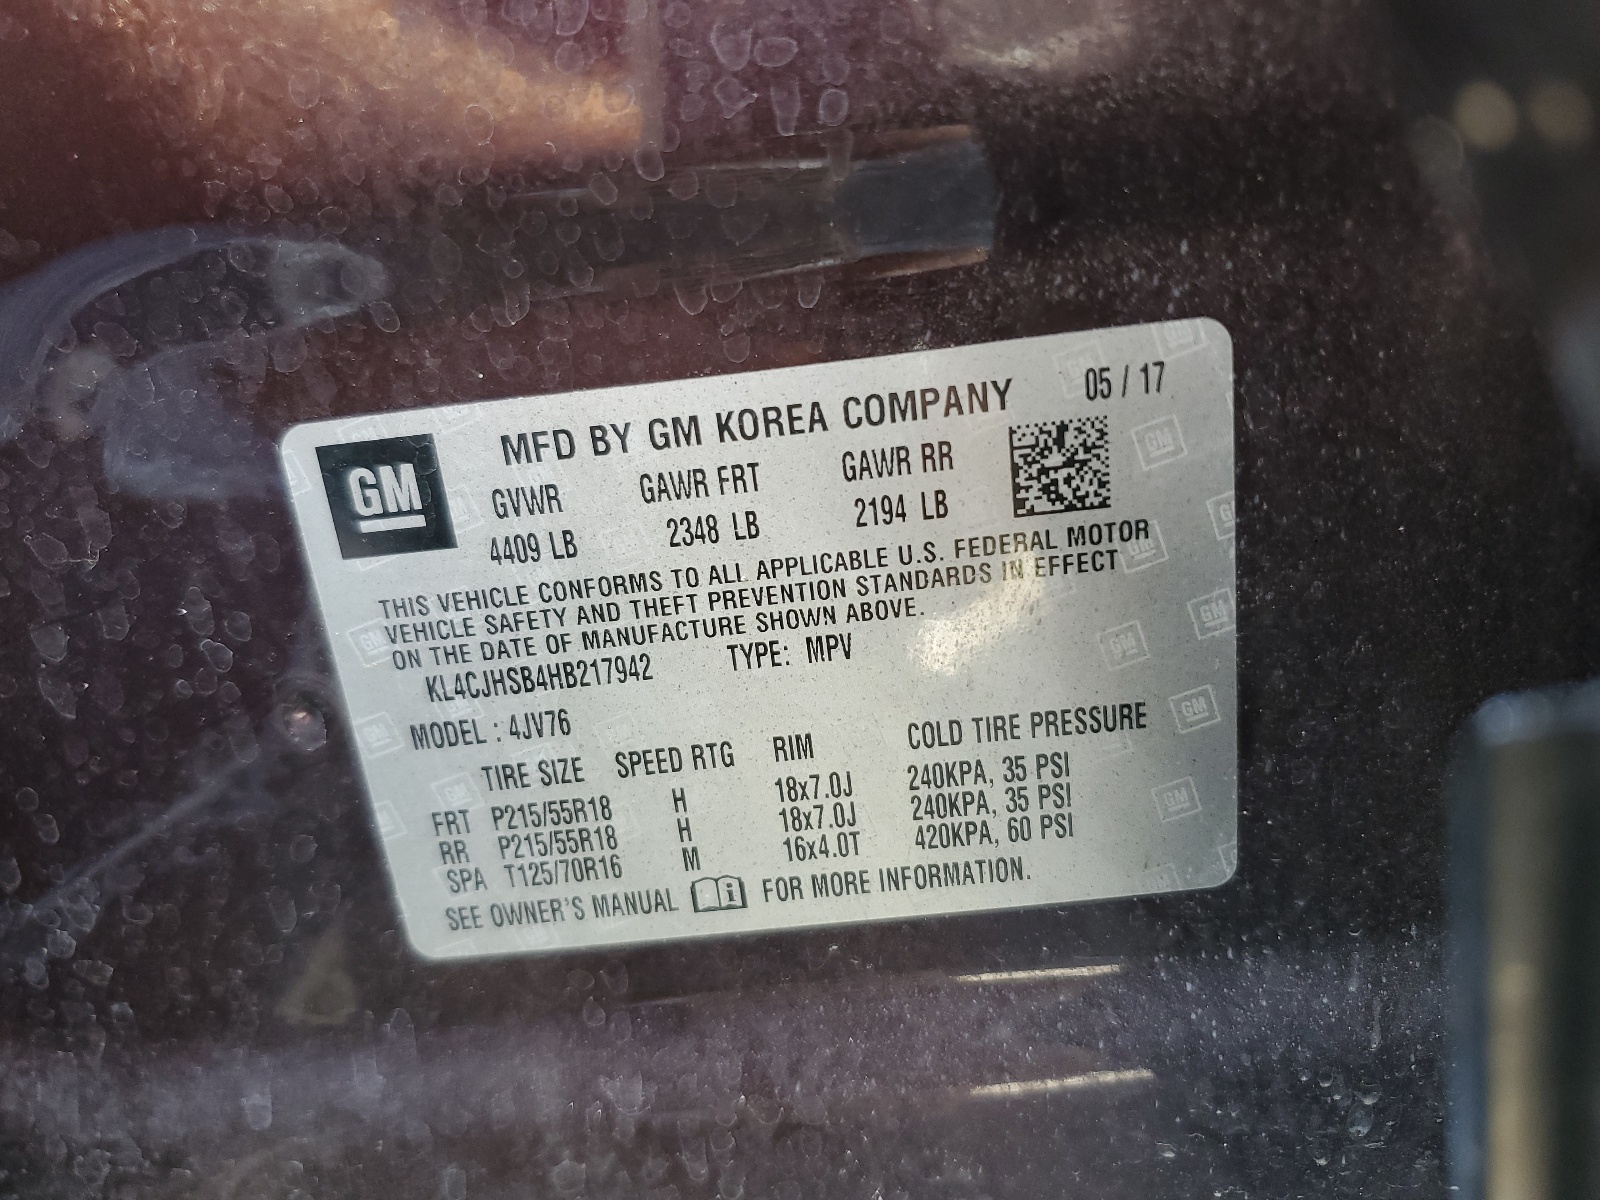 GM
MFD BY GM KOREA COMPANY 05 / 17
GVWR GAWR FRT GAWR RR
4409 LB 2348 LB 2194 LB
THIS VEHICLE CONFORMS TO ALL APPLICABLE U.S. FEDERAL MOTOR
VEHICLE SAFETY AND THEFT PREVENTION STANDARDS IN EFFECT
ON THE DATE OF MANUFACTURE SHOWN ABOVE.
KL4CJHSB4HB217942 TYPE: MPV
MODEL : 4JV76
TIRE SIZE SPEED RTG RIM COLD TIRE PRESSURE
FRT P215/55R18 H 18x7.0J 240KPA, 35 PSI
RR P215/55R18 H 18x7.0J 240KPA, 35 PSI
SPA T125/70R16 M 16x4.0T 420KPA, 60 PSI
SEE OWNER'S MANUAL i FOR MORE INFORMATION.